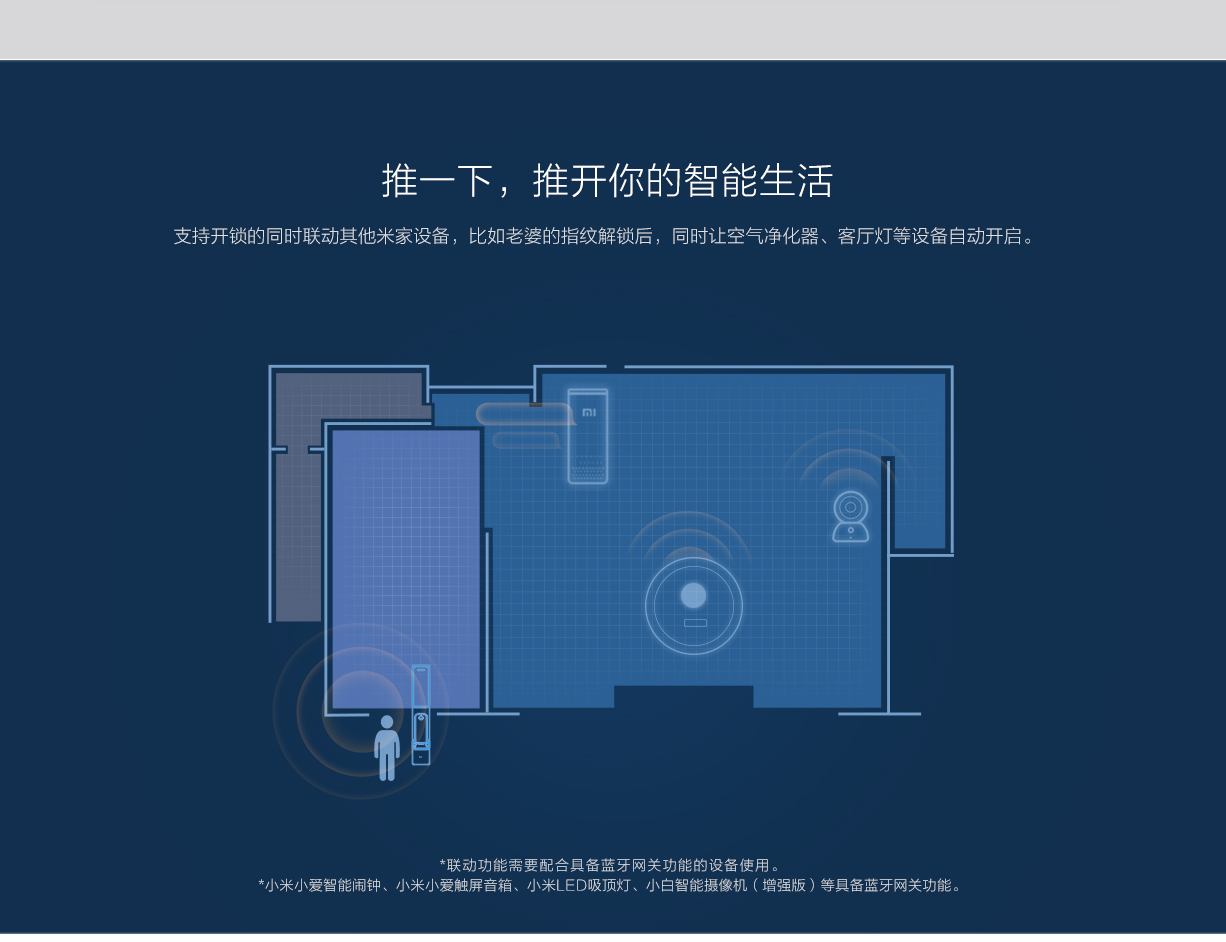 推一下，推开你的智能生活
支持开锁的同时联动其他米家设备，比如老婆的指纹解锁后，同时让空气净化器、客厅灯等设备自动开启。
mi
*联动功能需要配合具备蓝牙网关功能的设备使用。
*小米小爱智能闹钟、小米小爱触屏音箱、小米LED吸顶灯、小白智能摄像机（增强版）等具备蓝牙网关功能。